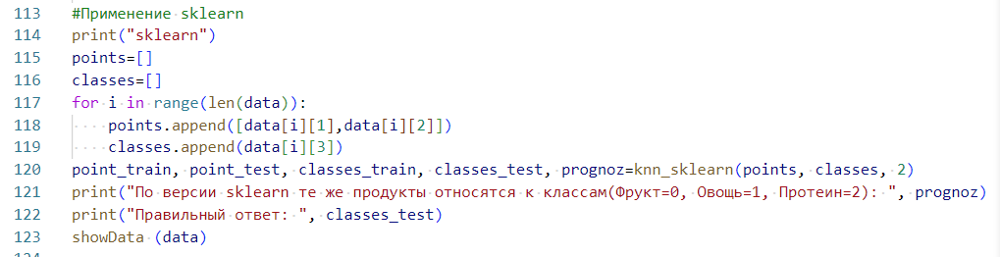 113 #Применение sklearn
114 print("sklearn")
115 points=[]
116 classes=[]
117 for i in range(len(data)):
118     points.append([data[i][1],data[i][2]])
119     classes.append(data[i][3])
120 point_train, point_test, classes_train, classes_test, prognoz=knn_sklearn(points, classes, 2)
121 print("По версии sklearn те же продукты относятся к классам(Фрукт=0, Овощь=1, Протеин=2): ", prognoz)
122 print("Правильный ответ: ", classes_test)
123 showData (data)